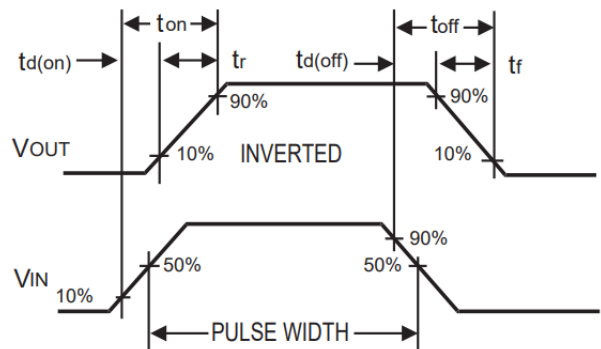 ton
toff
td(on)
tr
td(off)
tf
90%
90%
VOUT
10%
INVERTED
10%
90%
50%
50%
VIN
10%
PULSE WIDTH